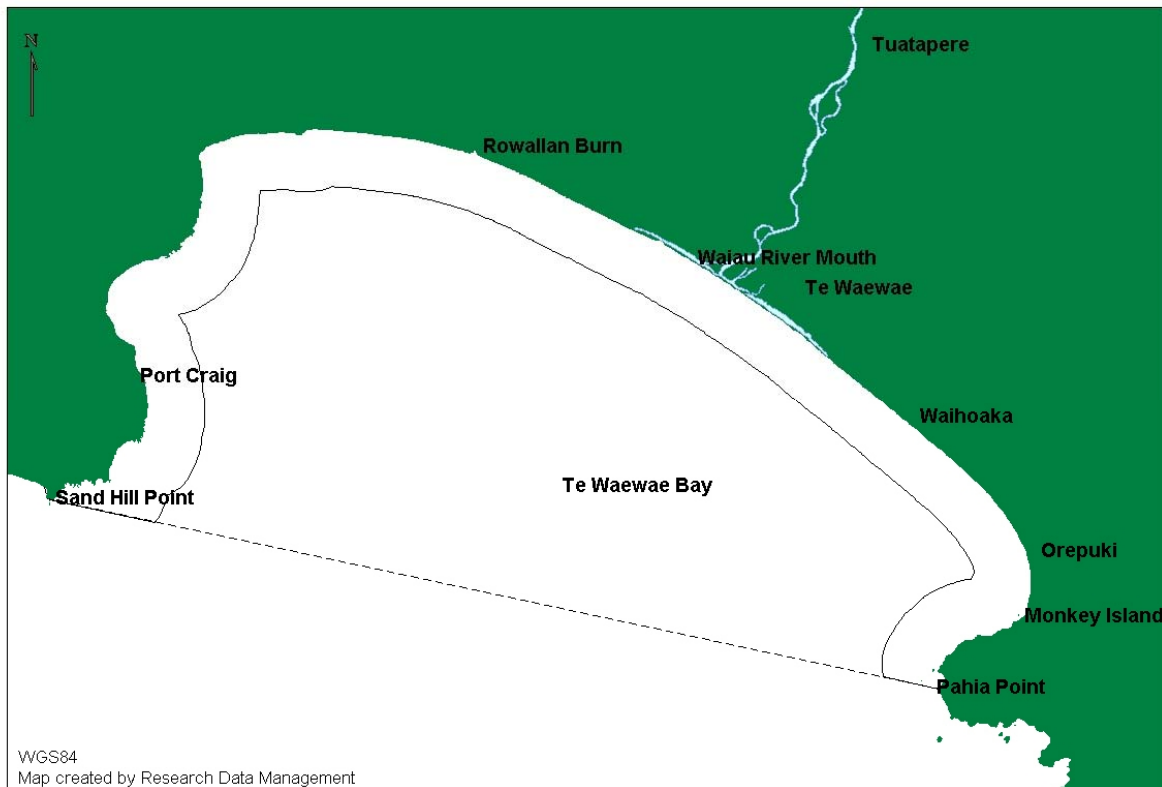 N
Tuatapere
Rowallan Burn
Waiau River Mouth
Te Waewae
Port Craig
Waihoaka
Te Waewae Bay
Sand Hill Point
Orepuki
Monkey Island
Pahia Point
WGS84
Map created by Research Data Management